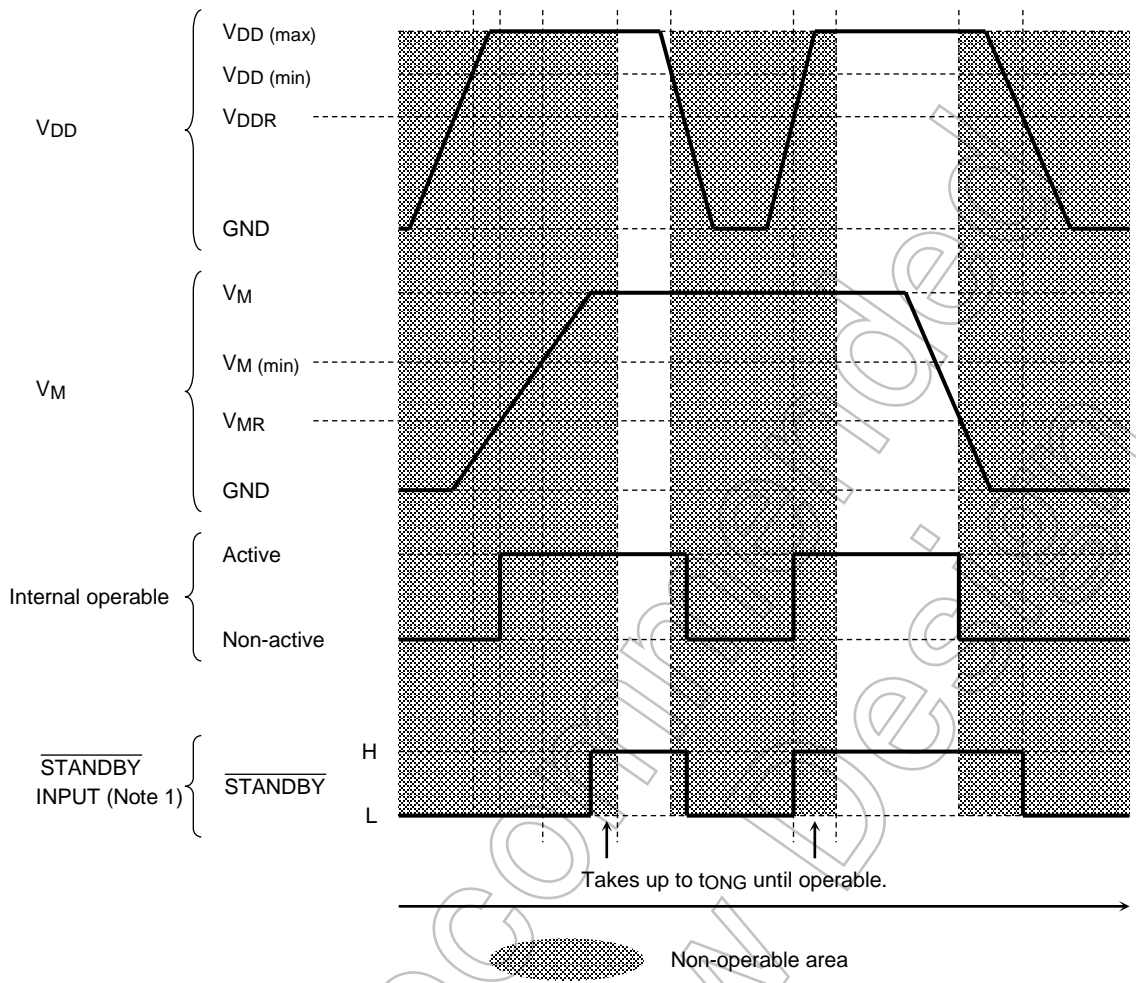 VDD
VDD (max)
VDD (min)
VDDR
GND
VM
VM
VM (min)
VMR
GND
Internal operable
Active
Non-active
STANDBY
INPUT (Note 1)
STANDBY
H
L
Takes up to tONG until operable.
Non-operable area